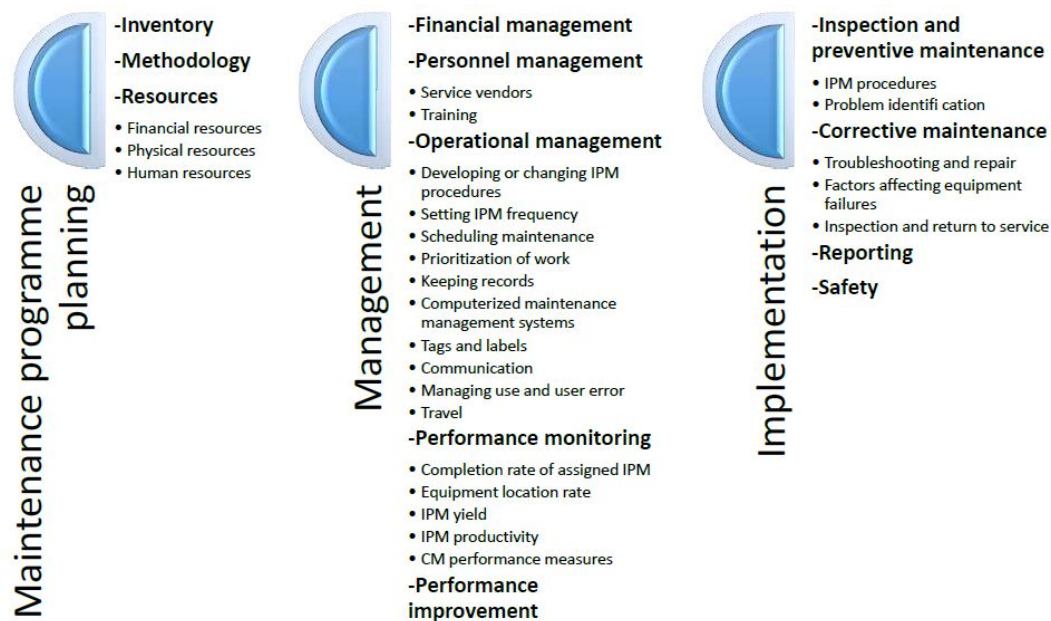 Maintenance programme
planning
-Inventory
-Methodology
-Resources
• Financial resources
• Physical resources
• Human resources
Management
-Financial management
-Personnel management
• Service vendors
• Training
-Operational management
• Developing or changing IPM
procedures
• Setting IPM frequency
• Scheduling maintenance
• Prioritization of work
• Keeping records
• Computerized maintenance
management systems
• Tags and labels
• Communication
• Managing use and user error
• Travel
-Performance monitoring
• Completion rate of assigned IPM
• Equipment location rate
• IPM yield
• IPM productivity
• CM performance measures
-Performance
improvement
Implementation
-Inspection and
preventive maintenance
• IPM procedures
• Problem identifi cation
-Corrective maintenance
• Troubleshooting and repair
• Factors affecting equipment
failures
• Inspection and return to service
-Reporting
-Safety